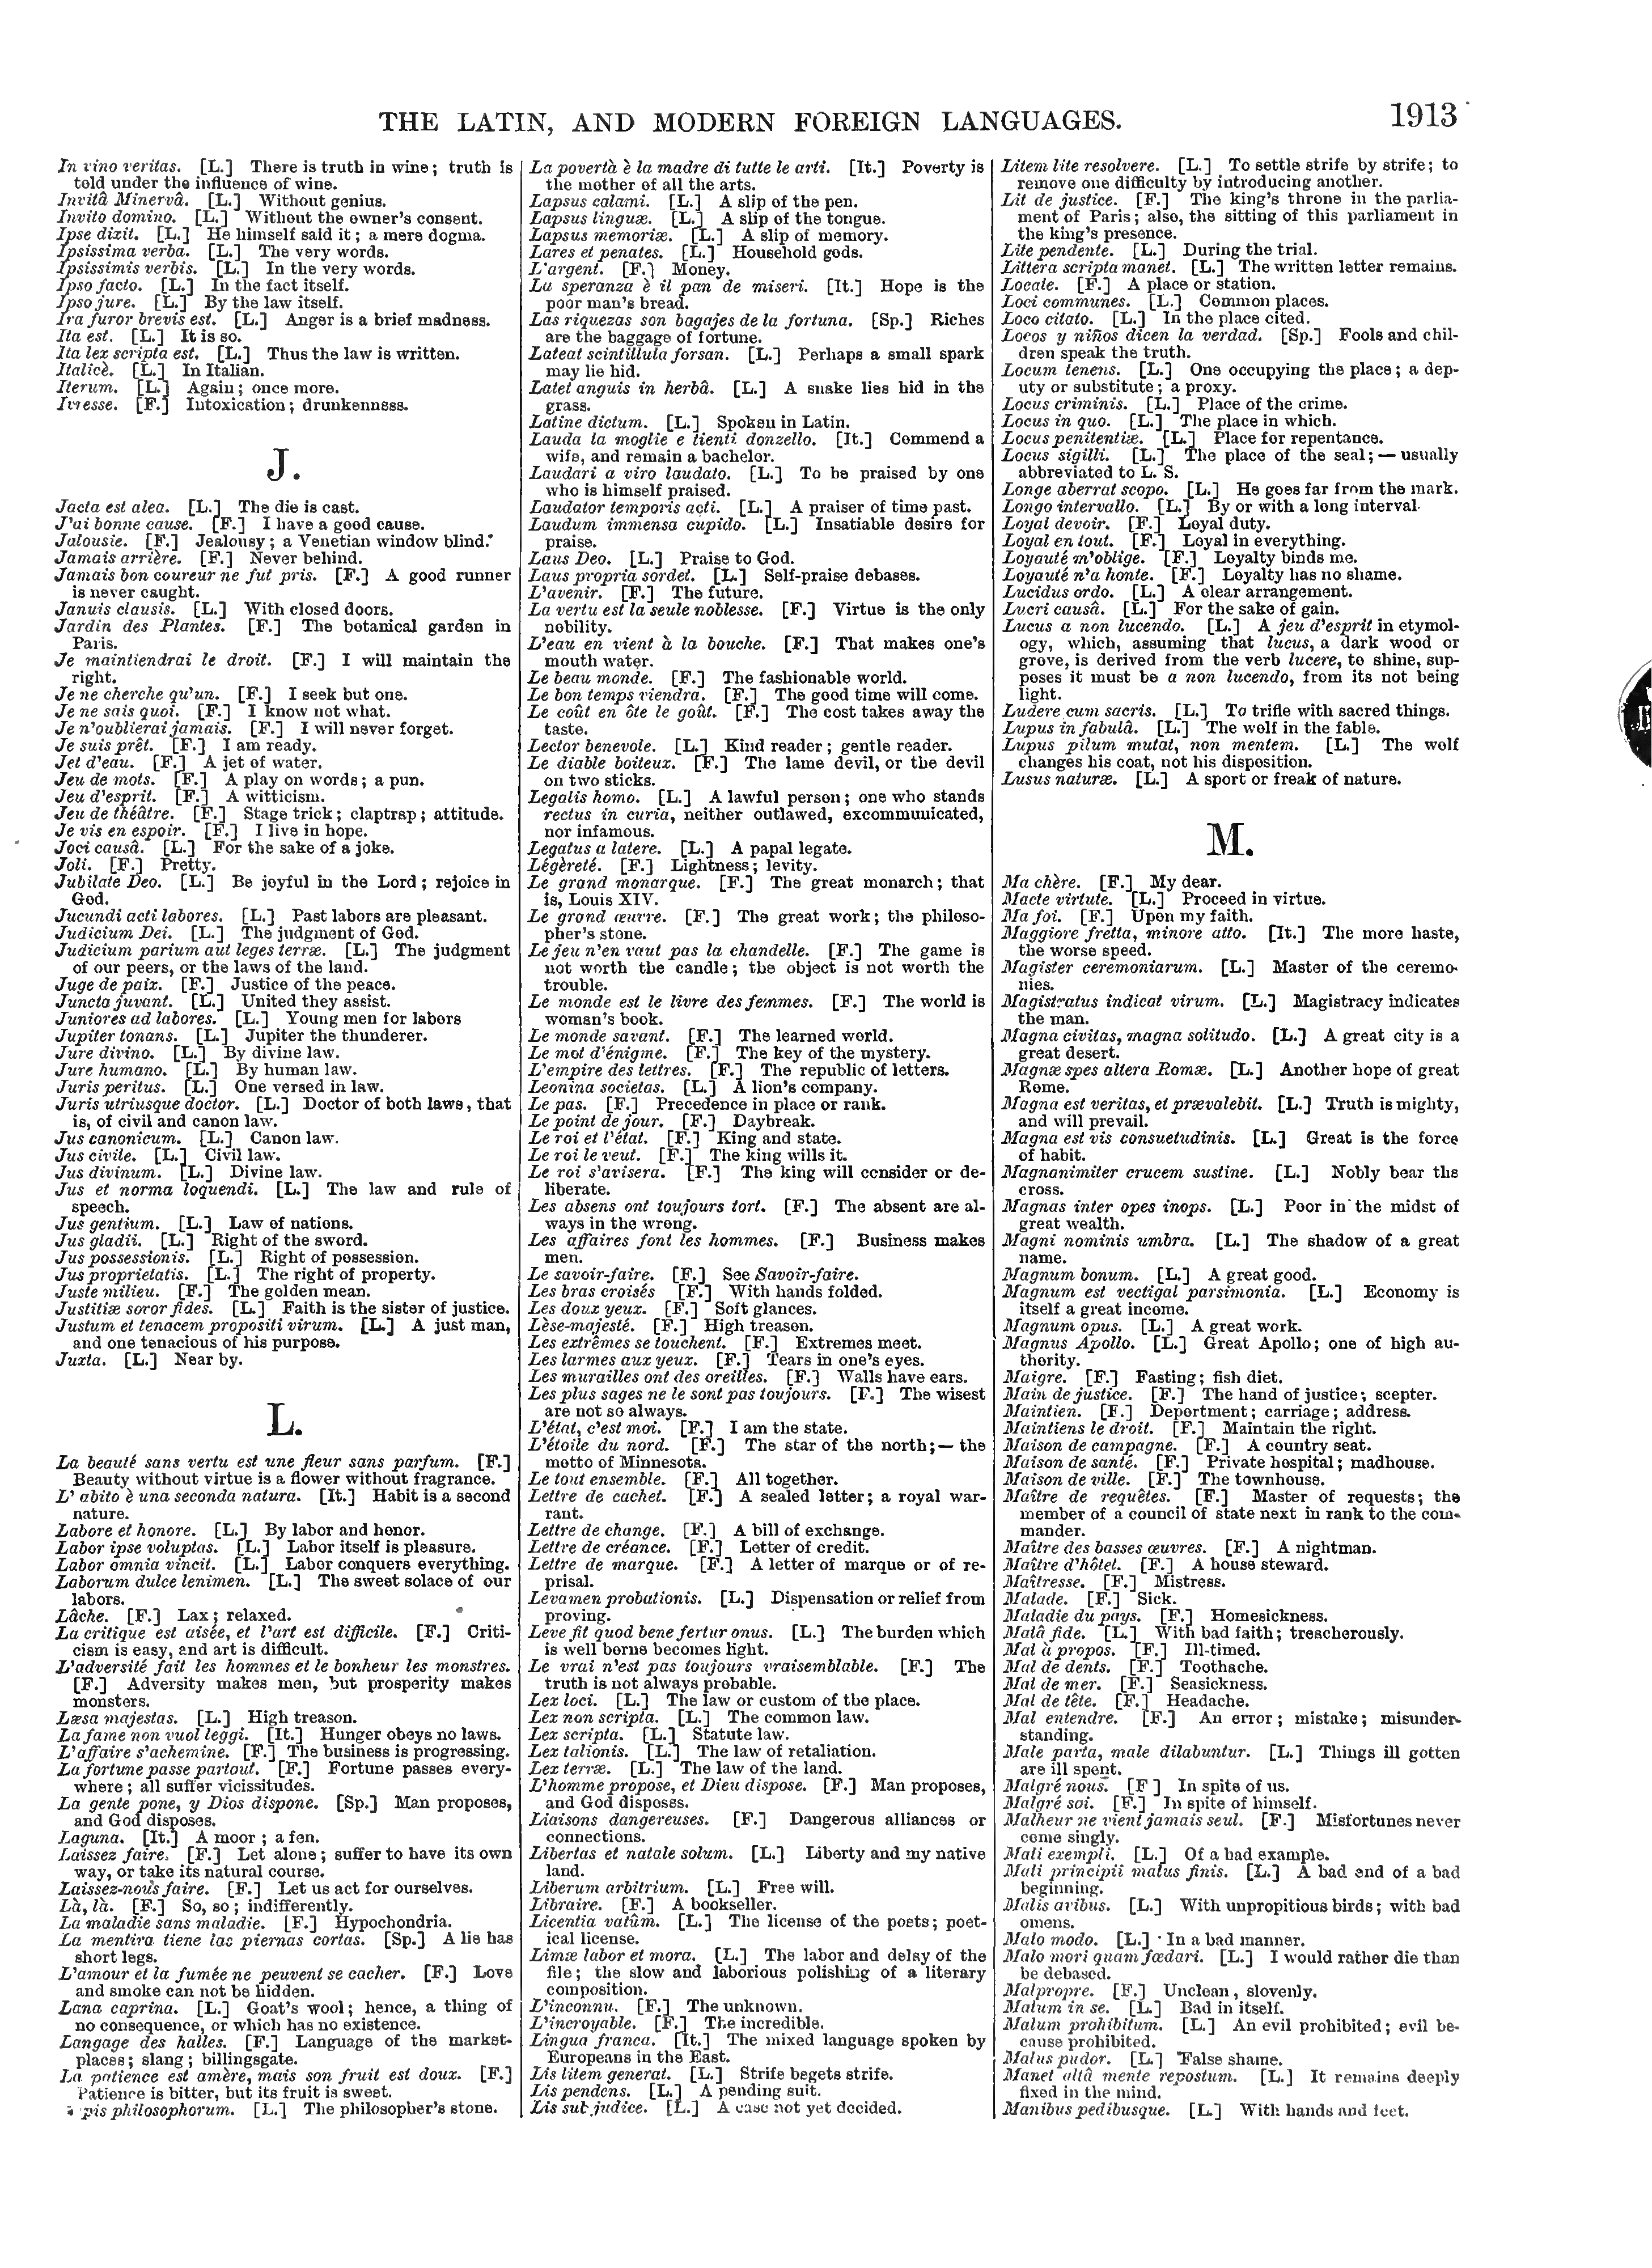 THE LATIN, AND MODERN FOREIGN LANGUAGES. 1913
In vino veritas. [L.] There is truth in wine; truth is
told under the influence of wine.
Invitâ Minervâ. [L.] Without genius.
Invito domino. [L.] Without the owner's consent.
Ipse dixit. [L.] He himself said it; a mere dogma.
Ipsissima verba. [L.] The very words.
Ipsissimis verbis. [L.] In the very words.
Ipso facto. [L.] In the fact itself.
Ipso jure. [L.] By the law itself.
Ira furor brevis est. [L.] Anger is a brief madness.
Ita est. [L.] It is so.
Ita lex scripta est. [L.] Thus the law is written.
Italicè. [L.] In Italian.
Iterum. [L.] Again; once more.
Ivresse. [F.] Intoxication; drunkenness.
J.
Jacta est alea. [L.] The die is cast.
J'ai bonne cause. [F.] I have a good cause.
Jalousie. [F.] Jealousy; a Venetian window blind.
Jamais arrière. [F.] Never behind.
Jamais bon coureur ne fut pris. [F.] A good runner
is never caught.
Januis clausis. [L.] With closed doors.
Jardin des Plantes. [F.] The botanical garden in
Paris.
Je maintiendrai le droit. [F.] I will maintain the
right.
Je ne cherche qu'un. [F.] I seek but one.
Je ne sais quoi. [F.] I know not what.
Je n'oublierai jamais. [F.] I will never forget.
Je suis prêt. [F.] I am ready.
Jet d'eau. [F.] A jet of water.
Jeu de mots. [F.] A play on words; a pun.
Jeu d'esprit. [F.] A witticism.
Jeu de théâtre. [F.] Stage trick; claptrap; attitude.
Je vis en espoir. [F.] I live in hope.
Joci causâ. [L.] For the sake of a joke.
Joli. [F.] Pretty.
Jubilate Deo. [L.] Be joyful in the Lord; rejoice in
God.
Jucundi acti labores. [L.] Past labors are pleasant.
Judicium Dei. [L.] The judgment of God.
Judicium parium aut leges terræ. [L.] The judgment
of our peers, or the laws of the land.
Juge de paix. [F.] Justice of the peace.
Juncta juvant. [L.] United they assist.
Juniores ad labores. [L.] Young men for labors
Jupiter tonans. [L.] Jupiter the thunderer.
Jure divino. [L.] By divine law.
Jure humano. [L.] By human law.
Juris peritus. [L.] One versed in law.
Juris utriusque doctor. [L.] Doctor of both laws, that
is, of civil and canon law.
Jus canonicum. [L.] Canon law.
Jus civile. [L.] Civil law.
Jus divinum. [L.] Divine law.
Jus et norma loquendi. [L.] The law and rule of
speech.
Jus gentium. [L.] Law of nations.
Jus gladii. [L.] Right of the sword.
Jus possessionis. [L.] Right of possession.
Jus proprietatis. [L.] The right of property.
Juste milieu. [F.] The golden mean.
Justitiæ soror fides. [L.] Faith is the sister of justice.
Justum et tenacem propositi virum. [L.] A just man,
and one tenacious of his purpose.
Juxta. [L.] Near by.
L.
La beauté sans vertu est une fleur sans parfum. [F.]
Beauty without virtue is a flower without fragrance.
L' abito è una seconda natura. [It.] Habit is a second
nature.
Labore et honore. [L.] By labor and honor.
Labor ipse voluptas. [L.] Labor itself is pleasure.
Labor omnia vincit. [L.] Labor conquers everything.
Laborum dulce lenimen. [L.] The sweet solace of our
labors.
Lâche. [F.] Lax; relaxed.
La critique est aisée, et l'art est difficile. [F.] Criti-
cism is easy, and art is difficult.
L'adversité fait les hommes et le bonheur les monstres.
[F.] Adversity makes men, but prosperity makes
monsters.
Læsa majestas. [L.] High treason.
La fame non vuol leggi. [It.] Hunger obeys no laws.
L'affaire s'achemine. [F.] The business is progressing.
La fortune passe partout. [F.] Fortune passes every-
where; all suffer vicissitudes.
La gente pone, y Dios dispone. [Sp.] Man proposes,
and God disposes.
Laguna. [It.] A moor; a fen.
Laissez faire. [F.] Let alone; suffer to have its own
way, or take its natural course.
Laissez-nous faire. [F.] Let us act for ourselves.
Là, là. [F.] So, so; indifferently.
La maladie sans maladie. [F.] Hypochondria.
La mentira tiene las piernas cortas. [Sp.] A lie has
short legs.
L'amour et la fumée ne peuvent se cacher. [F.] Love
and smoke can not be hidden.
Lana caprina. [L.] Goat's wool; hence, a thing of
no consequence, or which has no existence.
Langage des halles. [F.] Language of the market-
places; slang; billingsgate.
La patience est amère, mais son fruit est doux. [F.]
Patience is bitter, but its fruit is sweet.
pis philosophorum. [L.] The philosopher's stone.
La povertà è la madre di tutte le arti. [It.] Poverty is
the mother of all the arts.
Lapsus calami. [L.] A slip of the pen.
Lapsus linguæ. [L.] A slip of the tongue.
Lapsus memoriæ. [L.] A slip of memory.
Lares et penates. [L.] Household gods.
L'argent. [F.] Money.
La speranza è il pan de miseri. [It.] Hope is the
poor man's bread.
Las riquezas son bagajes de la fortuna. [Sp.] Riches
are the baggage of fortune.
Lateat scintillula forsan. [L.] Perhaps a small spark
may lie hid.
Latet anguis in herbâ. [L.] A snake lies hid in the
grass.
Latine dictum. [L.] Spoken in Latin.
Lauda la moglie e tienti donzello. [It.] Commend a
wife, and remain a bachelor.
Laudari a viro laudato. [L.] To be praised by one
who is himself praised.
Laudator temporis acti. [L.] A praiser of time past.
Laudum immensa cupido. [L.] Insatiable desire for
praise.
Laus Deo. [L.] Praise to God.
Laus propria sordet. [L.] Self-praise debases.
L'avenir. [F.] The future.
La vertu est la seule noblesse. [F.] Virtue is the only
nobility.
L'eau en vient à la bouche. [F.] That makes one's
mouth water.
Le beau monde. [F.] The fashionable world.
Le bon temps viendra. [F.] The good time will come.
Le coût en ôte le goût. [F.] The cost takes away the
taste.
Lector benevole. [L.] Kind reader; gentle reader.
Le diable boiteux. [F.] The lame devil, or the devil
on two sticks.
Legalis homo. [L.] A lawful person; one who stands
rectus in curia, neither outlawed, excommunicated,
nor infamous.
Legatus a latere. [L.] A papal legate.
Légèreté. [F.] Lightness; levity.
Le grand monarque. [F.] The great monarch; that
is, Louis XIV.
Le grand œuvre. [F.] The great work; the philoso-
pher's stone.
Le jeu n'en vaut pas la chandelle. [F.] The game is
not worth the candle; the object is not worth the
trouble.
Le monde est le livre des femmes. [F.] The world is
woman's book.
Le monde savant. [F.] The learned world.
Le mot d'énigme. [F.] The key of the mystery.
L'empire des lettres. [F.] The republic of letters.
Leonina societas. [L.] A lion's company.
Le pas. [F.] Precedence in place or rank.
Le point de jour. [F.] Daybreak.
Le roi et l'état. [F.] King and state.
Le roi le veut. [F.] The king wills it.
Le roi s'avisera. [F.] The king will consider or de-
liberate.
Les absens ont toujours tort. [F.] The absent are al-
ways in the wrong.
Les affaires font les hommes. [F.] Business makes
men.
Le savoir-faire. [F.] See Savoir-faire.
Les bras croisés [F.] With hands folded.
Les doux yeux. [F.] Soft glances.
Lèse-majesté. [F.] High treason.
Les extrêmes se touchent. [F.] Extremes meet.
Les larmes aux yeux. [F.] Tears in one's eyes.
Les murailles ont des oreilles. [F.] Walls have ears.
Les plus sages ne le sont pas toujours. [F.] The wisest
are not so always.
L'état, c'est moi. [F.] I am the state.
L'étoile du nord. [F.] The star of the north;— the
motto of Minnesota.
Le tout ensemble. [F.] All together.
Lettre de cachet. [F.] A sealed letter; a royal war-
rant.
Lettre de change. [F.] A bill of exchange.
Lettre de créance. [F.] Letter of credit.
Lettre de marque. [F.] A letter of marque or of re-
prisal.
Levamen probationis. [L.] Dispensation or relief from
proving.
Leve fit quod bene fertur onus. [L.] The burden which
is well borne becomes light.
Le vrai n'est pas toujours vraisemblable. [F.] The
truth is not always probable.
Lex loci. [L.] The law or custom of the place.
Lex non scripta. [L.] The common law.
Lex scripta. [L.] Statute law.
Lex talionis. [L.] The law of retaliation.
Lex terræ. [L.] The law of the land.
L'homme propose, et Dieu dispose. [F.] Man proposes,
and God disposes.
Liaisons dangereuses. [F.] Dangerous alliances or
connections.
Libertas et natale solum. [L.] Liberty and my native
land.
Liberum arbitrium. [L.] Free will.
Libraire. [F.] A bookseller.
Licentia vatûm. [L.] The license of the poets; poet-
ical license.
Limæ labor et mora. [L.] The labor and delay of the
file; the slow and laborious polishing of a literary
composition.
L'inconnu. [F.] The unknown.
L'incroyable. [F.] The incredible.
Lingua franca. [It.] The mixed language spoken by
Europeans in the East.
Lis litem generat. [L.] Strife begets strife.
Lis pendens. [L.] A pending suit.
Lis sub judice. [L.] A case not yet decided.
Litem lite resolvere. [L.] To settle strife by strife; to
remove one difficulty by introducing another.
Lit de justice. [F.] The king's throne in the parlia-
ment of Paris; also, the sitting of this parliament in
the king's presence.
Lite pendente. [L.] During the trial.
Littera scripta manet. [L.] The written letter remains.
Locale. [F.] A place or station.
Loci communes. [L.] Common places.
Loco citato. [L.] In the place cited.
Locos y niños dicen la verdad. [Sp.] Fools and chil-
dren speak the truth.
Locum tenens. [L.] One occupying the place; a dep-
uty or substitute; a proxy.
Locus criminis. [L.] Place of the crime.
Locus in quo. [L.] The place in which.
Locus penitentiæ. [L.] Place for repentance.
Locus sigilli. [L.] The place of the seal; — usually
abbreviated to L. S.
Longe aberrat scopo. [L.] He goes far from the mark.
Longo intervallo. [L.] By or with a long interval.
Loyal devoir. [F.] Loyal duty.
Loyal en tout. [F.] Loyal in everything.
Loyauté m'oblige. [F.] Loyalty binds me.
Loyauté n'a honte. [F.] Loyalty has no shame.
Lucidus ordo. [L.] A clear arrangement.
Lucri causâ. [L.] For the sake of gain.
Lucus a non lucendo. [L.] A jeu d'esprit in etymol-
ogy, which, assuming that lucus, a dark wood or
grove, is derived from the verb lucere, to shine, sup-
poses it must be a non lucendo, from its not being
light.
Ludere cum sacris. [L.] To trifle with sacred things.
Lupus in fabulâ. [L.] The wolf in the fable.
Lupus pilum mutat, non mentem. [L.] The wolf
changes his coat, not his disposition.
Lusus naturæ. [L.] A sport or freak of nature.
M.
Ma chère. [F.] My dear.
Macte virtute. [L.] Proceed in virtue.
Ma foi. [F.] Upon my faith.
Maggiore fretta, minore atto. [It.] The more haste,
the worse speed.
Magister ceremoniarum. [L.] Master of the ceremo-
nies.
Magistratus indicat virum. [L.] Magistracy indicates
the man.
Magna civitas, magna solitudo. [L.] A great city is a
great desert.
Magnæ spes altera Romæ. [L.] Another hope of great
Rome.
Magna est veritas, et prævalebit. [L.] Truth is mighty,
and will prevail.
Magna est vis consuetudinis. [L.] Great is the force
of habit.
Magnanimiter crucem sustine. [L.] Nobly bear the
cross.
Magnas inter opes inops. [L.] Poor in the midst of
great wealth.
Magni nominis umbra. [L.] The shadow of a great
name.
Magnum bonum. [L.] A great good.
Magnum est vectigal parsimonia. [L.] Economy is
itself a great income.
Magnum opus. [L.] A great work.
Magnus Apollo. [L.] Great Apollo; one of high au-
thority.
Maigre. [F.] Fasting; fish diet.
Main de justice. [F.] The hand of justice; scepter.
Maintien. [F.] Deportment; carriage; address.
Maintiens le droit. [F.] Maintain the right.
Maison de campagne. [F.] A country seat.
Maison de santé. [F.] Private hospital; madhouse.
Maison de ville. [F.] The townhouse.
Maître de requêtes. [F.] Master of requests; the
member of a council of state next in rank to the com-
mander.
Maître des basses œuvres. [F.] A nightman.
Maître d'hôtel. [F.] A house steward.
Maîtresse. [F.] Mistress.
Malade. [F.] Sick.
Maladie du pays. [F.] Homesickness.
Malâ fide. [L.] With bad faith; treacherously.
Mal à propos. [F.] Ill-timed.
Mal de dents. [F.] Toothache.
Mal de mer. [F.] Seasickness.
Mal de tête. [F.] Headache.
Mal entendre. [F.] An error; mistake; misunder-
standing.
Male parta, male dilabuntur. [L.] Things ill gotten
are ill spent.
Malgré nous. [F ] In spite of us.
Malgré soi. [F.] In spite of himself.
Malheur ne vient jamais seul. [F.] Misfortunes never
come singly.
Mali exempli. [L.] Of a bad example.
Mali principii malus finis. [L.] A bad end of a bad
beginning.
Malis avibus. [L.] With unpropitious birds; with bad
omens.
Malo modo. [L.] In a bad manner.
Malo mori quam fœdari. [L.] I would rather die than
be debased.
Malpropre. [F.] Unclean, slovenly.
Malum in se. [L.] Bad in itself.
Malum prohibitum. [L.] An evil prohibited; evil be-
cause prohibited.
Malus pudor. [L.] False shame.
Manet altâ mente repostum. [L.] It remains deeply
fixed in the mind.
Manibus pedibusque. [L.] With hands and feet.